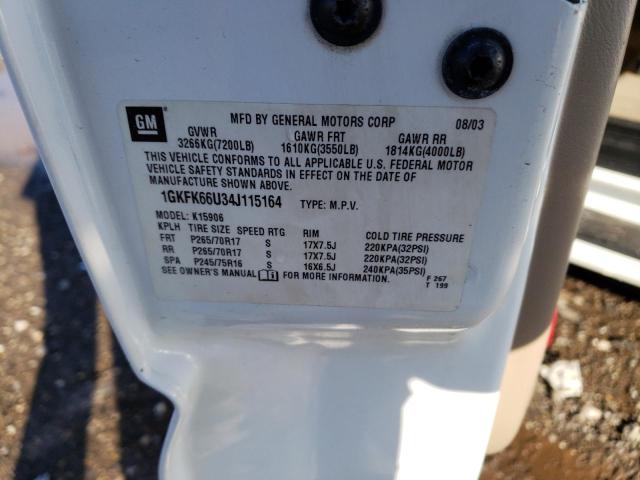 GM
MFD BY GENERAL MOTORS CORP 08/03
GVWR GAWR FRT GAWR RR
3266KG(7200LB) 1610KG(3550LB) 1814KG(4000LB)
THIS VEHICLE CONFORMS TO ALL APPLICABLE U.S. FEDERAL MOTOR
VEHICLE SAFETY STANDARDS IN EFFECT ON THE DATE OF
MANUFACTURE SHOWN ABOVE.
1GKFK66U34J115164 TYPE: M.P.V.
MODEL: K15906
KPLH TIRE SIZE SPEED RTG RIM COLD TIRE PRESSURE
FRT P265/70R17 S 17X7.5J 220KPA(32PSI)
RR P265/70R17 S 17X7.5J 220KPA(32PSI)
SPA P245/75R16 S 16X6.5J 240KPA(35PSI)
SEE OWNER'S MANUAL FOR MORE INFORMATION.
F 267
T 199